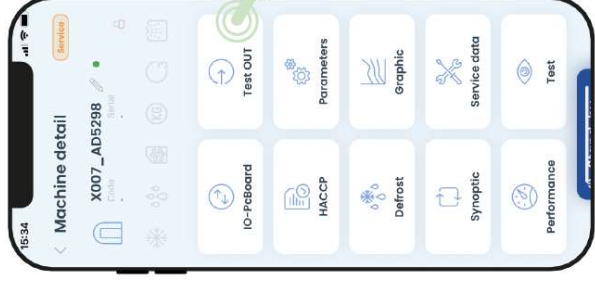 15:34
Machine detail
Service
X007_AD5298
Code
Serial
KG
IO-PcBoard
Test OUT
HACCP
Parameters
Defrost
Graphic
Synoptic
Service data
Performance
Test